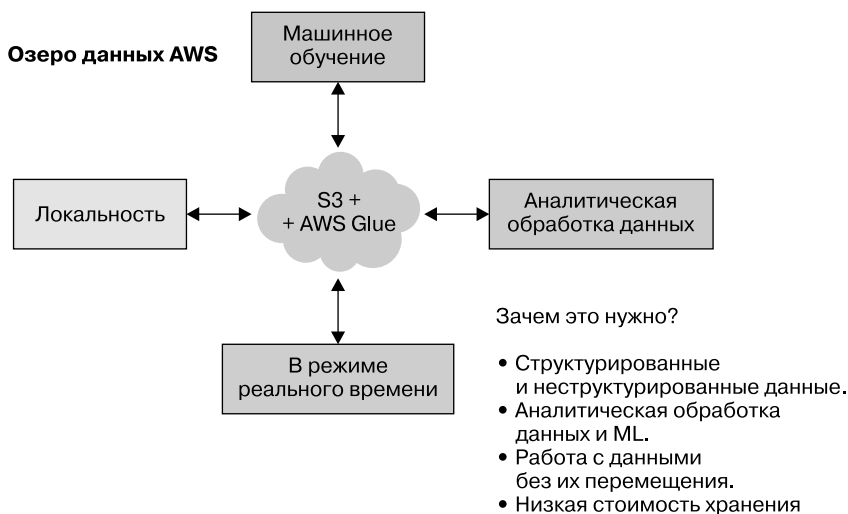 Озеро данных AWS
Машинное
обучение
Локальность
S3 +
+ AWS Glue
Аналитическая
обработка данных
В режиме
реального времени
Зачем это нужно?
• Структурированные
и неструктурированные данные.
• Аналитическая обработка
данных и ML.
• Работа с данными
без их перемещения.
• Низкая стоимость хранения